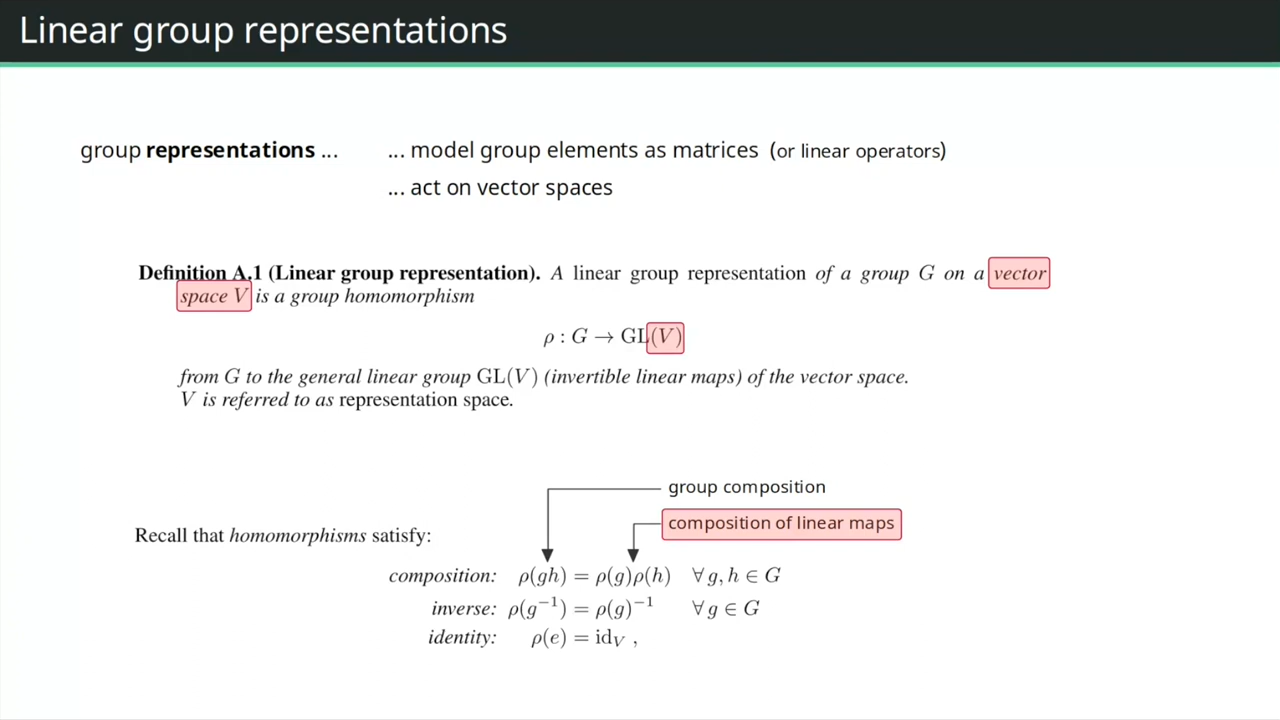 Linear group representations
group representations ... ... model group elements as matrices (or linear operators)
... act on vector spaces
Definition A.1 (Linear group representation). A linear group representation of a group G on a vector
space V is a group homomorphism
ρ : G → GL(V)
from G to the general linear group GL(V) (invertible linear maps) of the vector space.
V is referred to as representation space.
group composition
composition of linear maps
Recall that homomorphisms satisfy:
composition: ρ(gh) = ρ(g)ρ(h) ∀ g, h ∈ G
inverse: ρ(g⁻¹) = ρ(g)⁻¹ ∀ g ∈ G
identity: ρ(e) = id_V ,